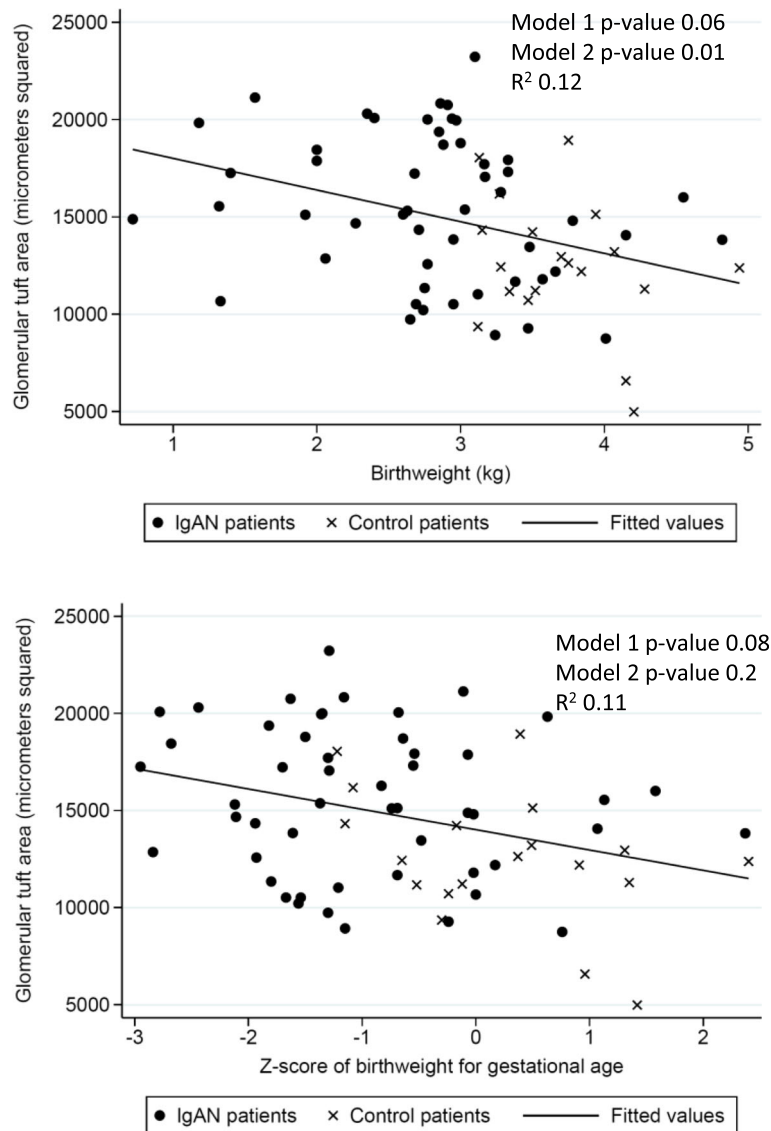 25000
20000
15000
10000
5000
Glomerular tuft area (micrometers squared)
Model 1 p-value 0.06
Model 2 p-value 0.01
R² 0.12
1 2 3 4 5
Birthweight (kg)
IgAN patients × Control patients Fitted values
25000
20000
15000
10000
5000
Glomerular tuft area (micrometers squared)
Model 1 p-value 0.08
Model 2 p-value 0.2
R² 0.11
-3 -2 -1 0 1 2
Z-score of birthweight for gestational age
IgAN patients × Control patients Fitted values